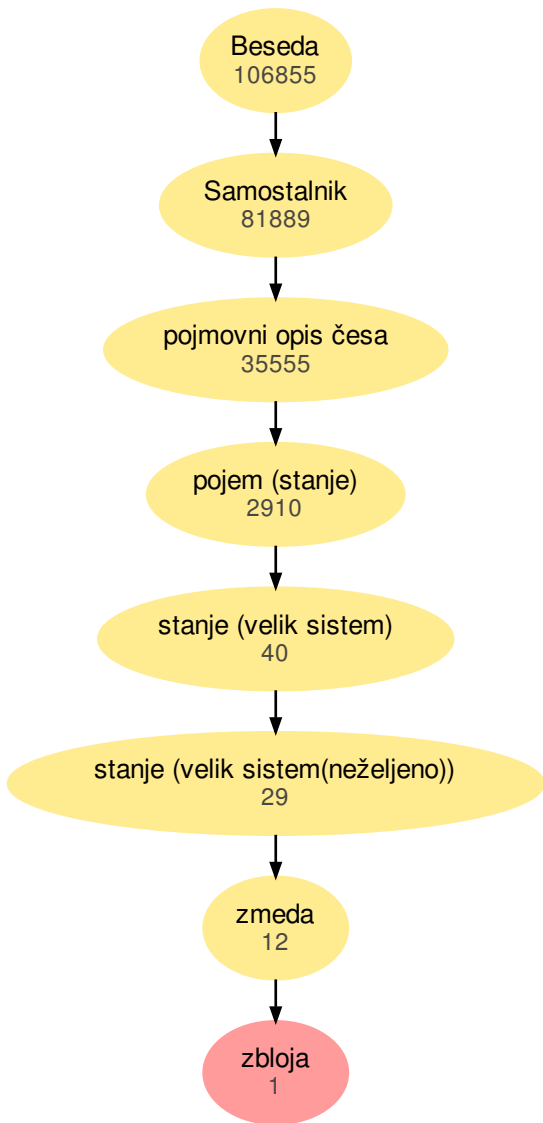 Beseda
106855
Samostalnik
81889
pojmovni opis česa
35555
pojem (stanje)
2910
stanje (velik sistem)
40
stanje (velik sistem(neželjeno))
29
zmeda
12
zbloja
1